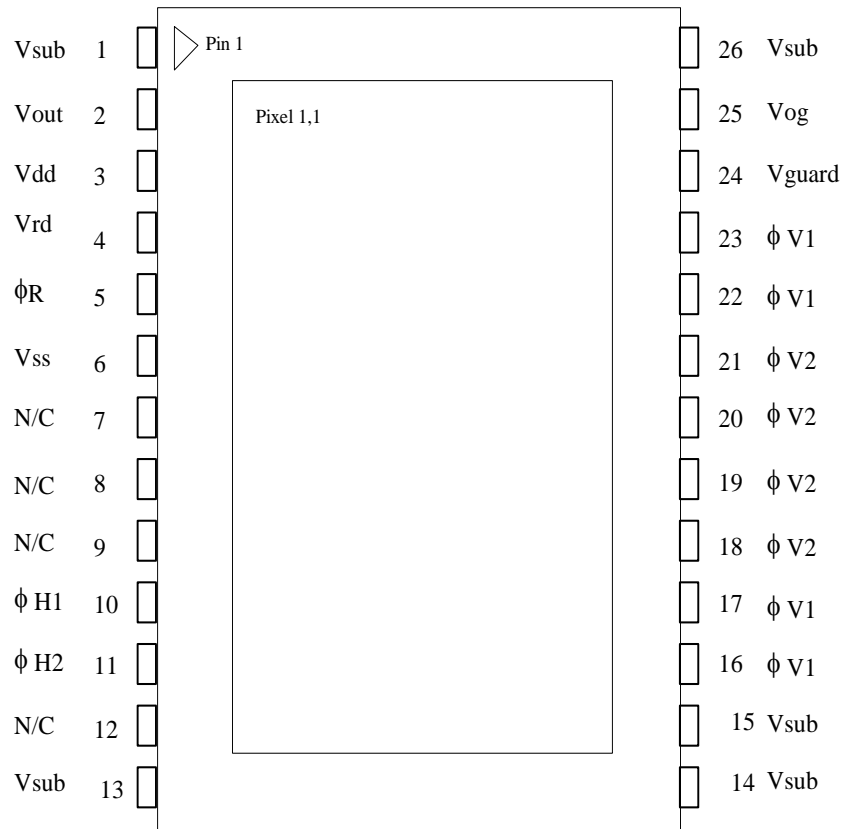 Vsub 1 Pin 1 26 Vsub
Vout 2 Pixel 1,1 25 Vog
Vdd 3 24 Vguard
Vrd 4 23 ϕ V1
ϕR 5 22 ϕ V1
Vss 6 21 ϕ V2
N/C 7 20 ϕ V2
N/C 8 19 ϕ V2
N/C 9 18 ϕ V2
ϕ H1 10 17 ϕ V1
ϕ H2 11 16 ϕ V1
N/C 12 15 Vsub
Vsub 13 14 Vsub